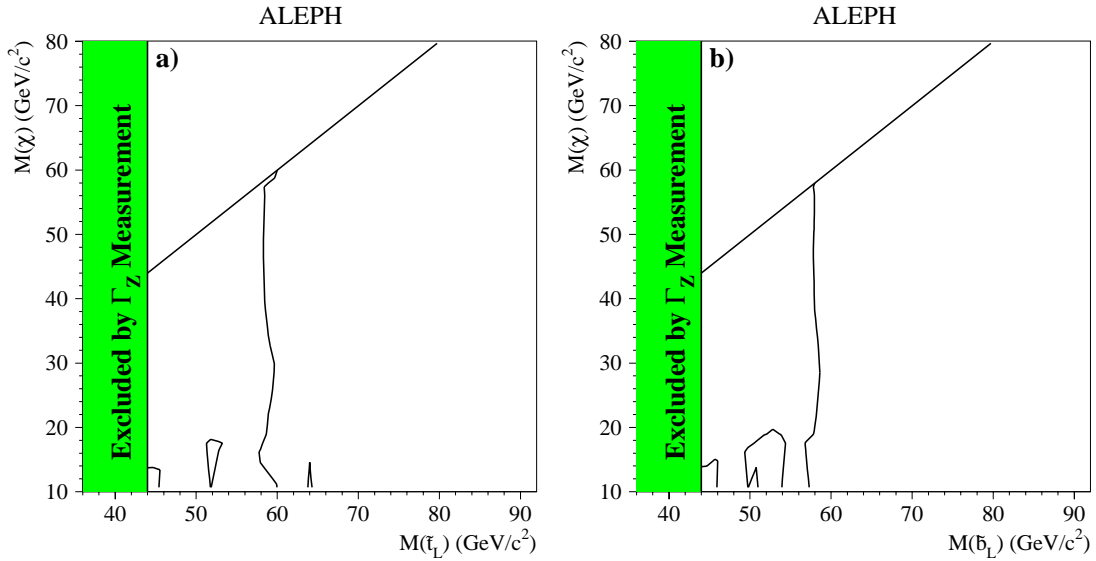 ALEPH
a)
M(χ) (GeV/c²)
80
70
60
50
40
30
20
10
Excluded by Γ_Z Measurement
40 50 60 70 80 90
M(t̃_L) (GeV/c²)
ALEPH
b)
M(χ) (GeV/c²)
80
70
60
50
40
30
20
10
Excluded by Γ_Z Measurement
40 50 60 70 80 90
M(b̃_L) (GeV/c²)